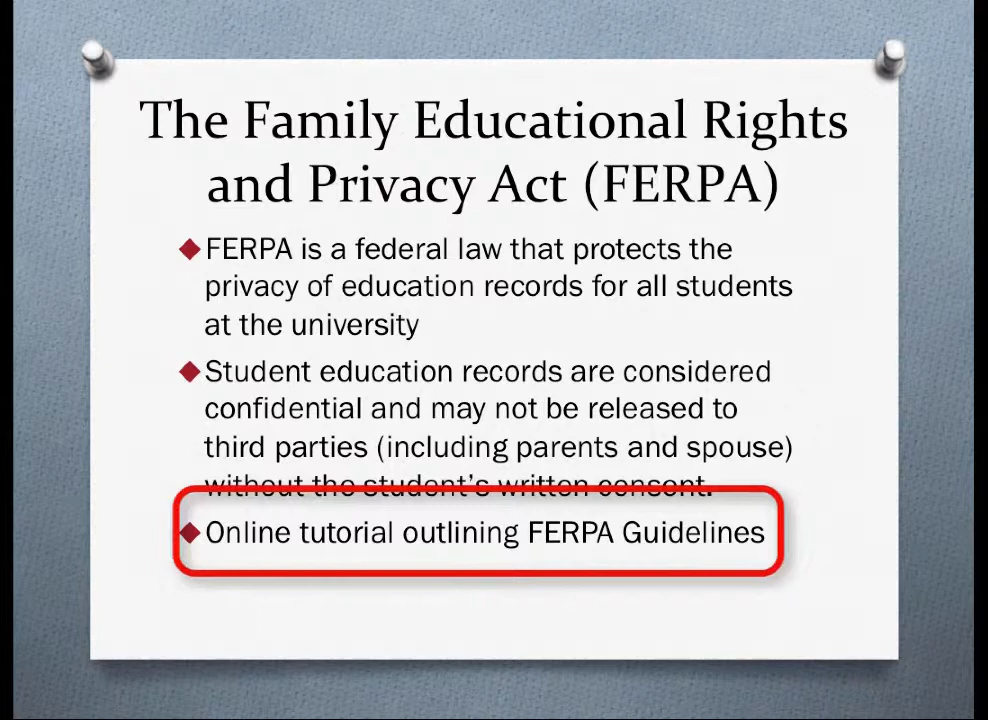 The Family Educational Rights
and Privacy Act (FERPA)
FERPA is a federal law that protects the
privacy of education records for all students
at the university
Student education records are considered
confidential and may not be released to
third parties (including parents and spouse)
without the student's written consent.
Online tutorial outlining FERPA Guidelines